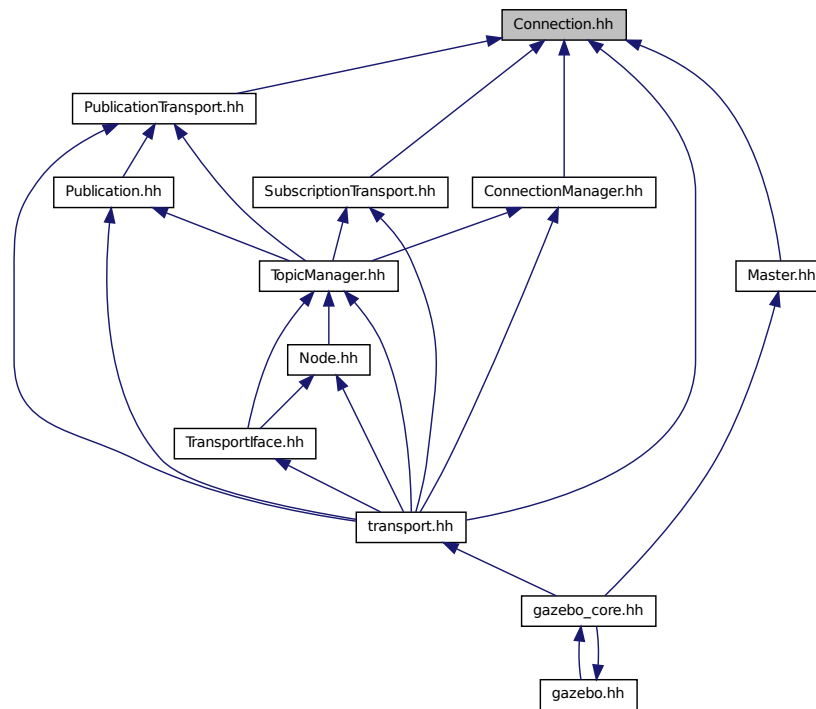 Connection.hh
PublicationTransport.hh
Publication.hh
SubscriptionTransport.hh
ConnectionManager.hh
TopicManager.hh
Master.hh
Node.hh
TransportIface.hh
transport.hh
gazebo_core.hh
gazebo.hh